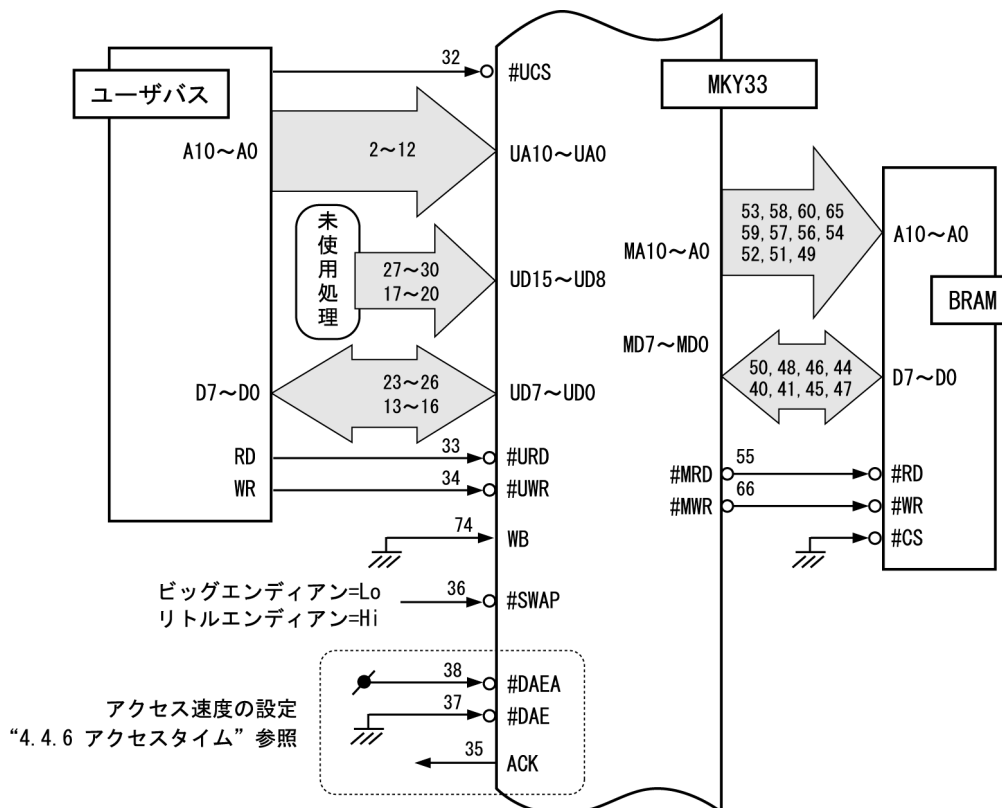 ユーザバス
32
#UCS
MKY33
A10～A0
2～12
UA10～UA0
未使用処理
27～30
17～20
UD15～UD8
MA10～A0
53, 58, 60, 65
59, 57, 56, 54
52, 51, 49
A10～A0
BRAM
MD7～MD0
D7～D0
23～26
13～16
UD7～UD0
50, 48, 46, 44
40, 41, 45, 47
D7～D0
RD
33
#URD
WR
34
#UWR
#MRD
55
#RD
#MWR
66
#WR
74
WB
#CS
ビッグエンディアン=Lo
リトルエンディアン=Hi
36
#SWAP
アクセス速度の設定
“4.4.6 アクセスタイム” 参照
38
#DAEA
37
#DAE
35
ACK